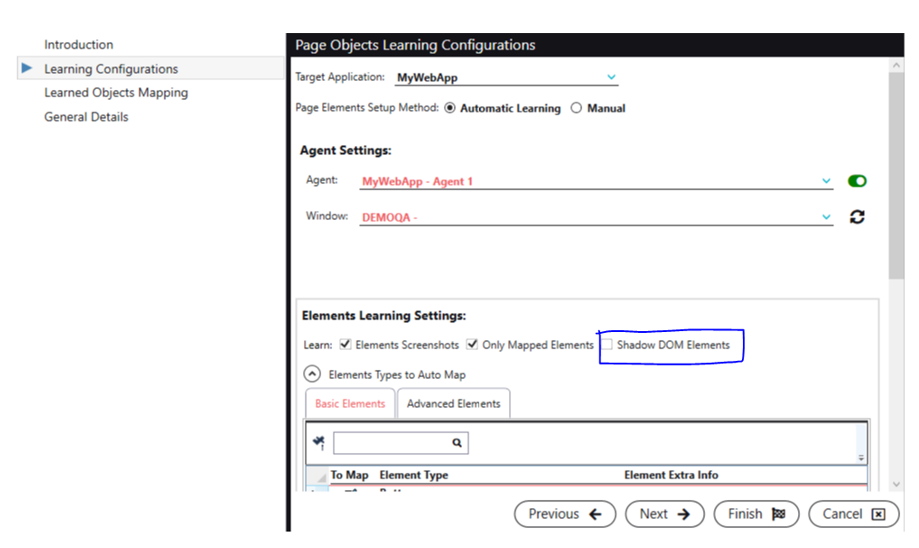 Introduction
Learning Configurations
Learned Objects Mapping
General Details
Page Objects Learning Configurations
Target Application: MyWebApp
Page Elements Setup Method: Automatic Learning Manual
Agent Settings:
Agent: MyWebApp - Agent 1
Window: DEMOQA -
Elements Learning Settings:
Learn: Elements Screenshots Only Mapped Elements Shadow DOM Elements
Elements Types to Auto Map
Basic Elements Advanced Elements
To Map Element Type Element Extra Info
Previous Next Finish Cancel